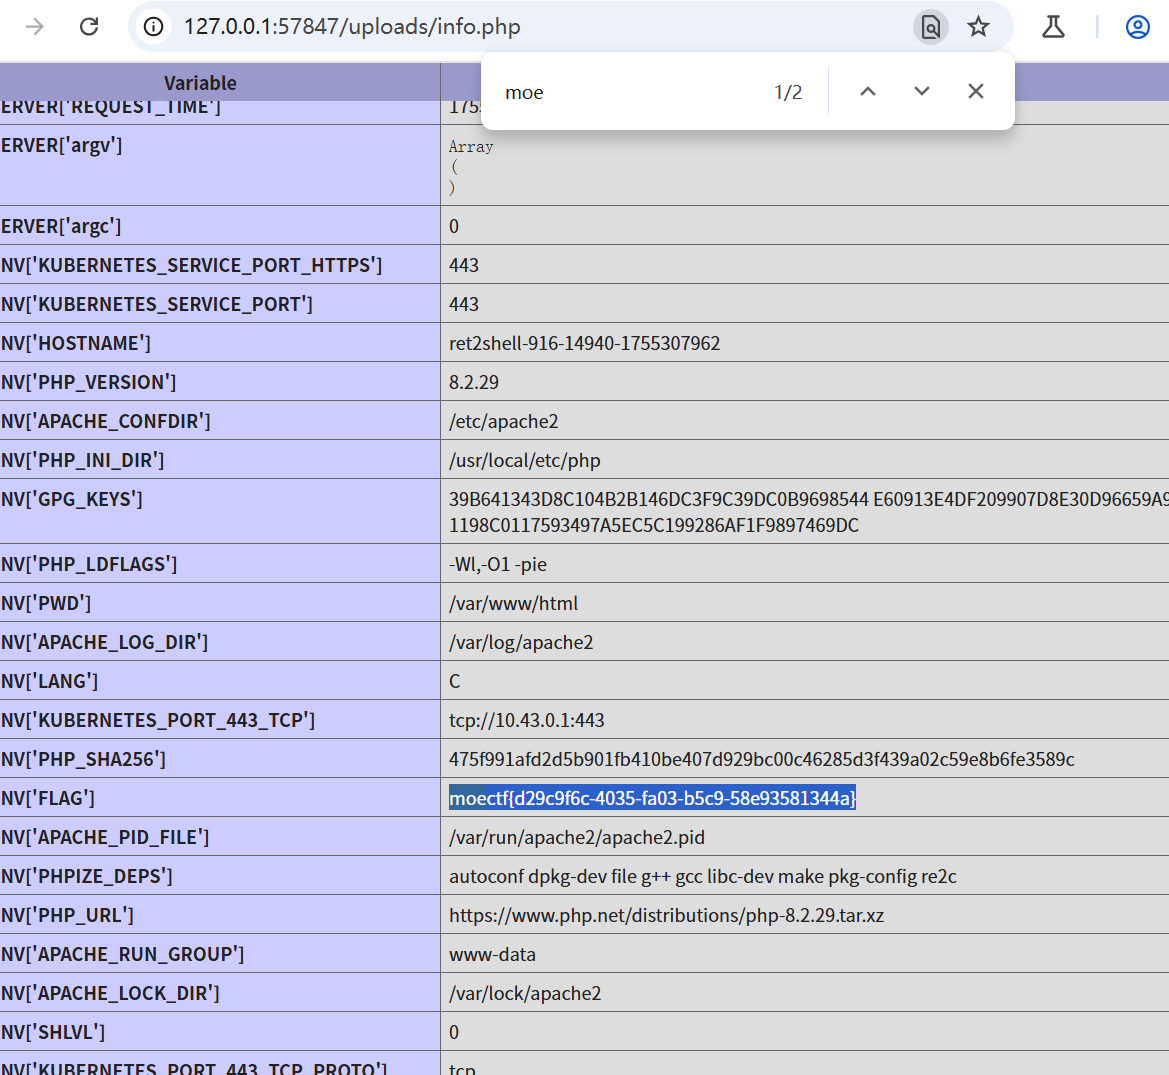 127.0.0.1:57847/uploads/info.php
moe 1/2
Variable
ERVER['REQUEST_TIME']
ERVER['argv'] Array
(
)
ERVER['argc'] 0
NV['KUBERNETES_SERVICE_PORT_HTTPS'] 443
NV['KUBERNETES_SERVICE_PORT'] 443
NV['HOSTNAME'] ret2shell-916-14940-1755307962
NV['PHP_VERSION'] 8.2.29
NV['APACHE_CONFDIR'] /etc/apache2
NV['PHP_INI_DIR'] /usr/local/etc/php
NV['GPG_KEYS'] 39B641343D8C104B2B146DC3F9C39DC0B9698544 E60913E4DF209907D8E30D96659A9
1198C0117593497A5EC5C199286AF1F9897469DC
NV['PHP_LDFLAGS'] -Wl,-O1 -pie
NV['PWD'] /var/www/html
NV['APACHE_LOG_DIR'] /var/log/apache2
NV['LANG'] C
NV['KUBERNETES_PORT_443_TCP'] tcp://10.43.0.1:443
NV['PHP_SHA256'] 475f991afd2d5b901fb410be407d929bc00c46285d3f439a02c59e8b6fe3589c
NV['FLAG'] moectf{d29c9f6c-4035-fa03-b5c9-58e93581344a}
NV['APACHE_PID_FILE'] /var/run/apache2/apache2.pid
NV['PHPIZE_DEPS'] autoconf dpkg-dev file g++ gcc libc-dev make pkg-config re2c
NV['PHP_URL'] https://www.php.net/distributions/php-8.2.29.tar.xz
NV['APACHE_RUN_GROUP'] www-data
NV['APACHE_LOCK_DIR'] /var/lock/apache2
NV['SHLVL'] 0
NV['KUBERNETES_PORT_443_TCP_PROTO'] tcp